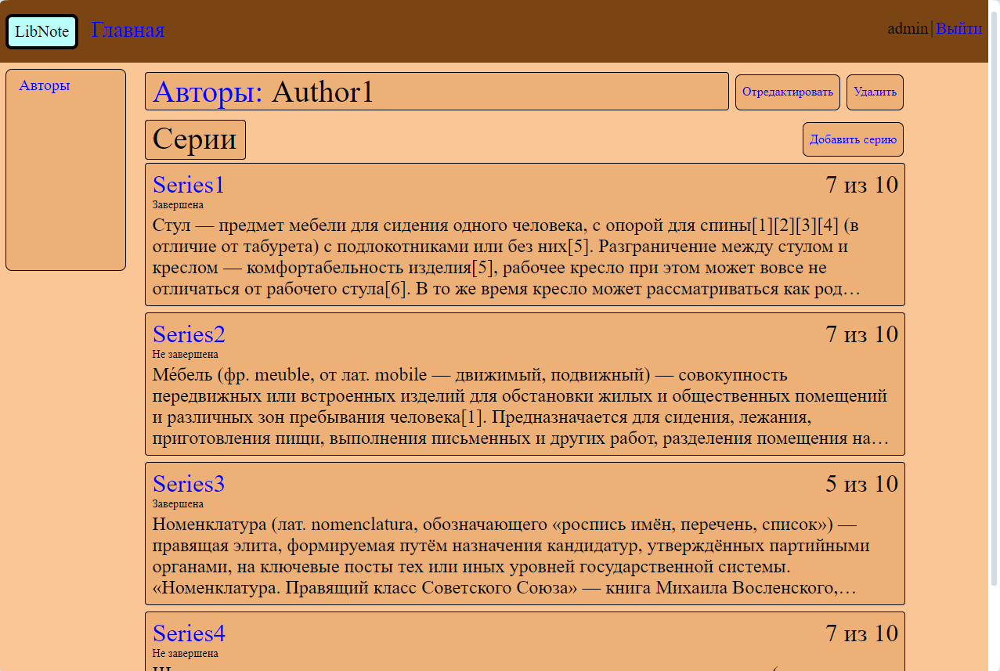 LibNote Главная admin|Выйти
Авторы
Авторы: Author1 Отредактировать Удалить
Серии Добавить серию
Series1 7 из 10
Завершена
Стул — предмет мебели для сидения одного человека, с опорой для спины[1][2][3][4] (в
отличие от табурета) с подлокотниками или без них[5]. Разграничение между стулом и
креслом — комфортабельность изделия[5], рабочее кресло при этом может вовсе не
отличаться от рабочего стула[6]. В то же время кресло может рассматриваться как род…
Series2 7 из 10
Не завершена
Ме́бель (фр. meuble, от лат. mobile — движимый, подвижный) — совокупность
передвижных или встроенных изделий для обстановки жилых и общественных помещений
и различных зон пребывания человека[1]. Предназначается для сидения, лежания,
приготовления пищи, выполнения письменных и других работ, разделения помещения на…
Series3 5 из 10
Завершена
Номенклатура (лат. nomenclatura, обозначающего «роспись имён, перечень, список») —
правящая элита, формируемая путём назначения кандидатур, утверждённых партийными
органами, на ключевые посты тех или иных уровней государственной системы.
«Номенклатура. Правящий класс Советского Союза» — книга Михаила Восленского,…
Series4 7 из 10
Не завершена